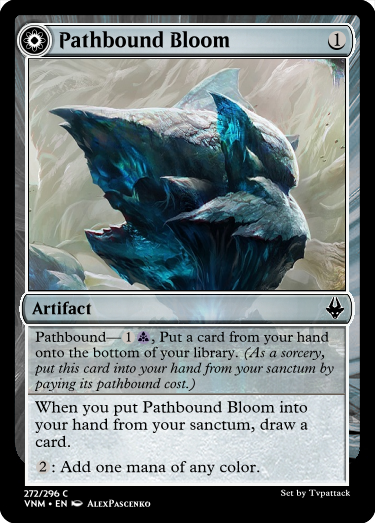 Pathbound Bloom 1
Artifact
Pathbound—1 , Put a card from your hand
onto the bottom of your library. (As a sorcery,
put this card into your hand from your sanctum by
paying its pathbound cost.)
When you put Pathbound Bloom into
your hand from your sanctum, draw a
card.
2 : Add one mana of any color.
272/296 C
Set by Tvpattack
VNM • EN AlexPascenko